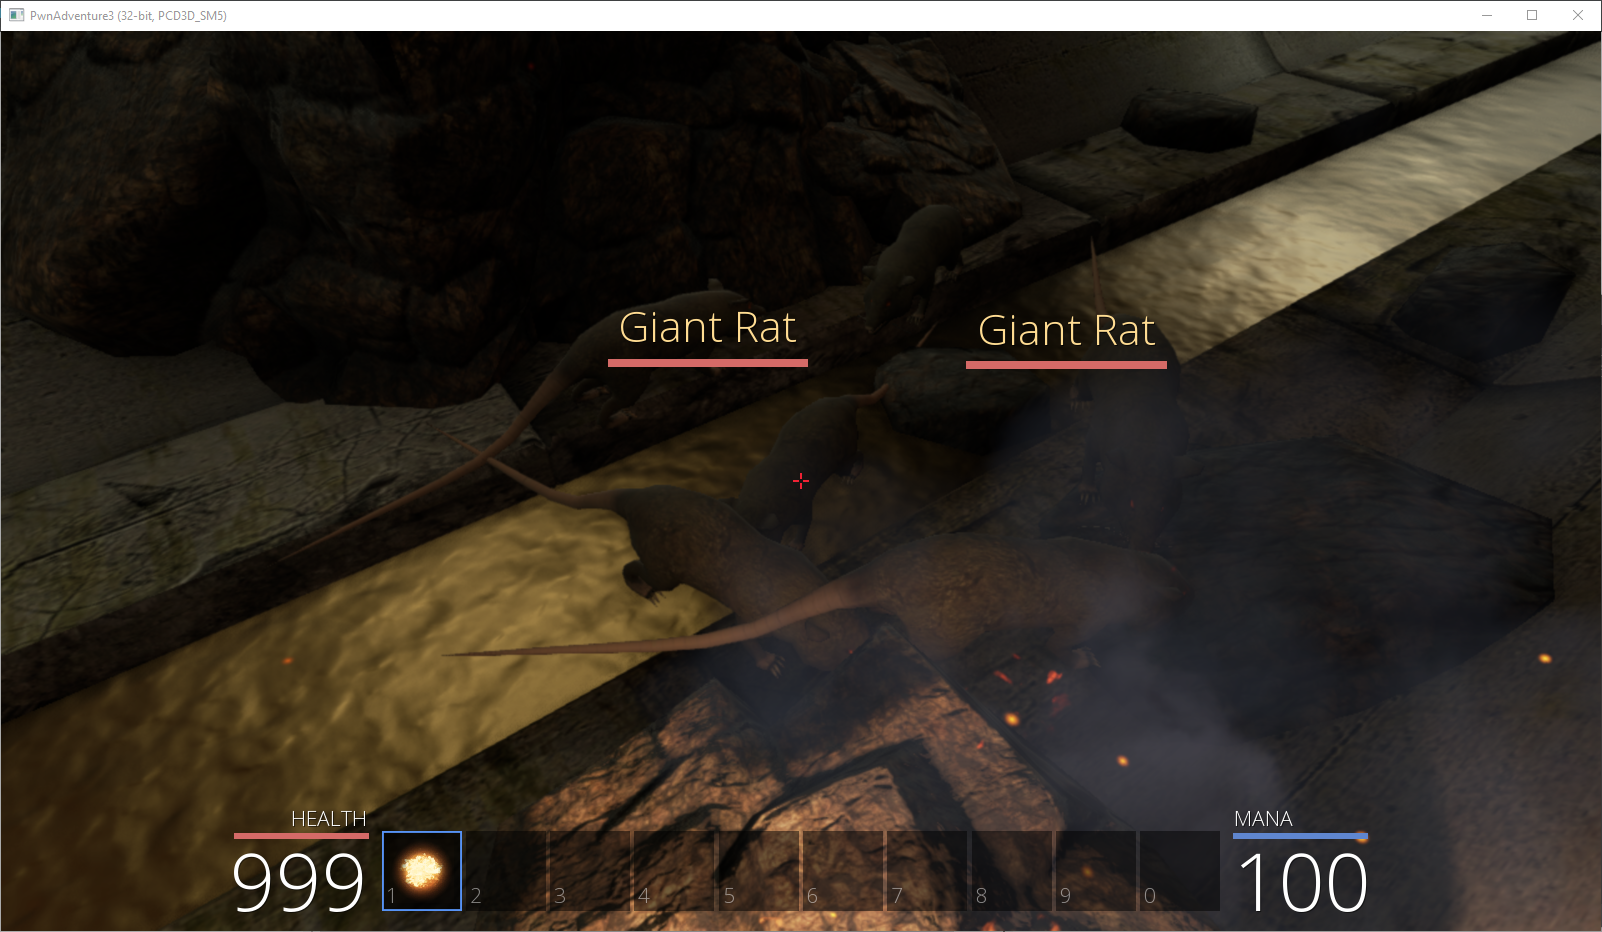 PwnAdventure3 (32-bit, PCD3D_SM5)
Giant Rat
Giant Rat
HEALTH
999
1 2 3 4 5 6 7 8 9 0
MANA
100